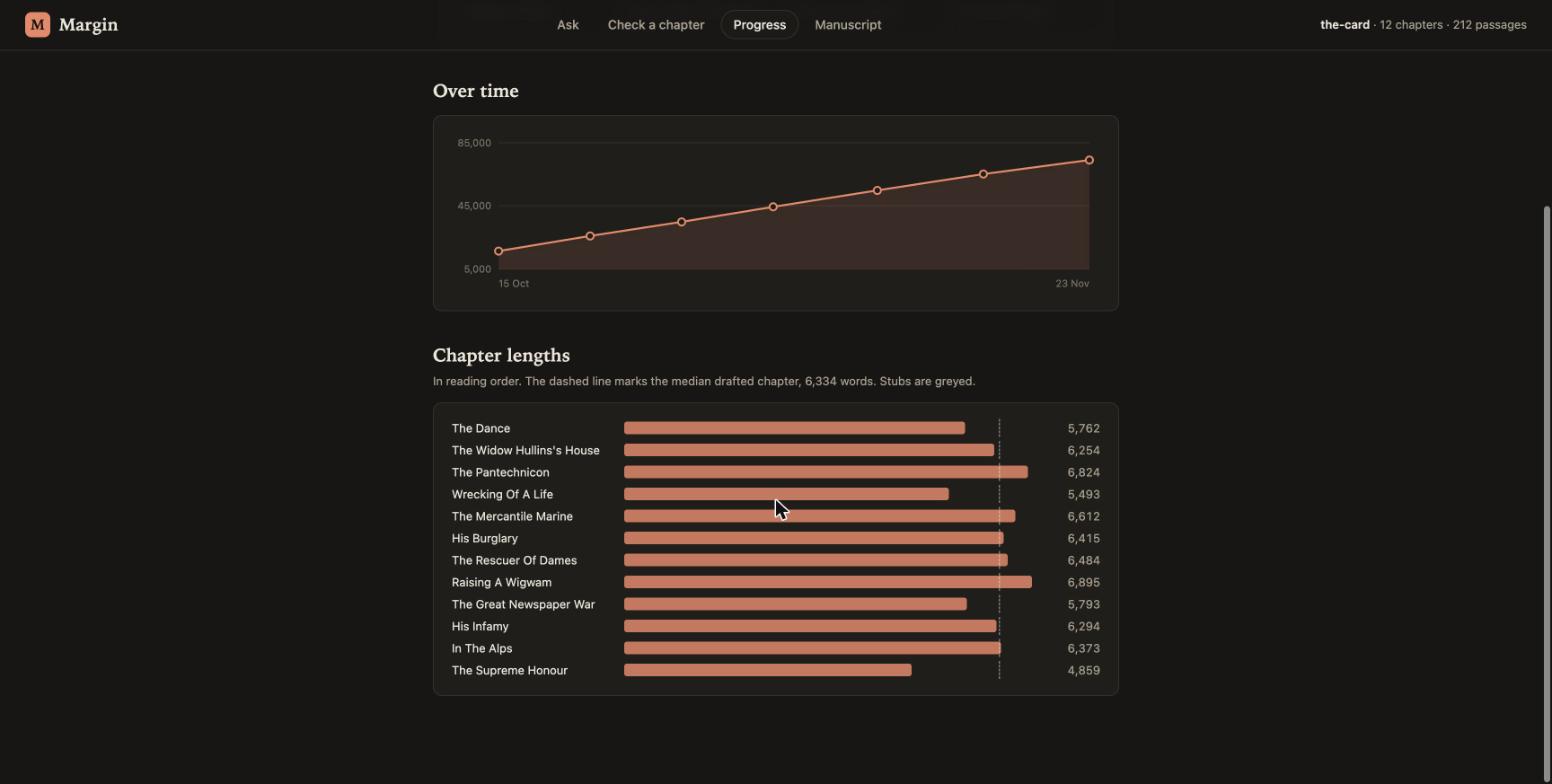 M Margin Ask Check a chapter Progress Manuscript the-card · 12 chapters · 212 passages
Over time
85,000
45,000
5,000
15 Oct 23 Nov
Chapter lengths
In reading order. The dashed line marks the median drafted chapter, 6,334 words. Stubs are greyed.
The Dance 5,762
The Widow Hullins's House 6,254
The Pantechnicon 6,824
Wrecking Of A Life 5,493
The Mercantile Marine 6,612
His Burglary 6,415
The Rescuer Of Dames 6,484
Raising A Wigwam 6,895
The Great Newspaper War 5,793
His Infamy 6,294
In The Alps 6,373
The Supreme Honour 4,859